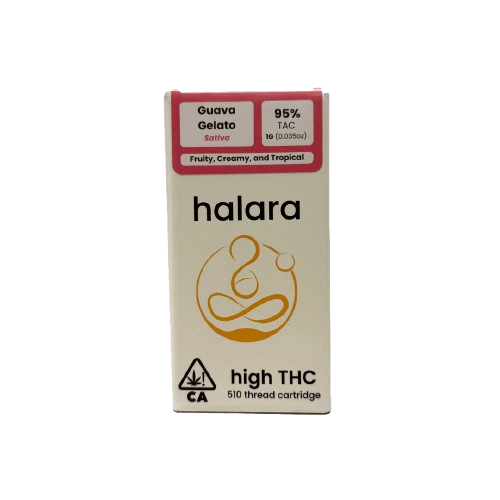 Guava
Gelato
Sativa
95%
TAC
1G (0.035oz)
Fruity, Creamy, and Tropical
halara
!
CA
high THC
510 thread cartridge